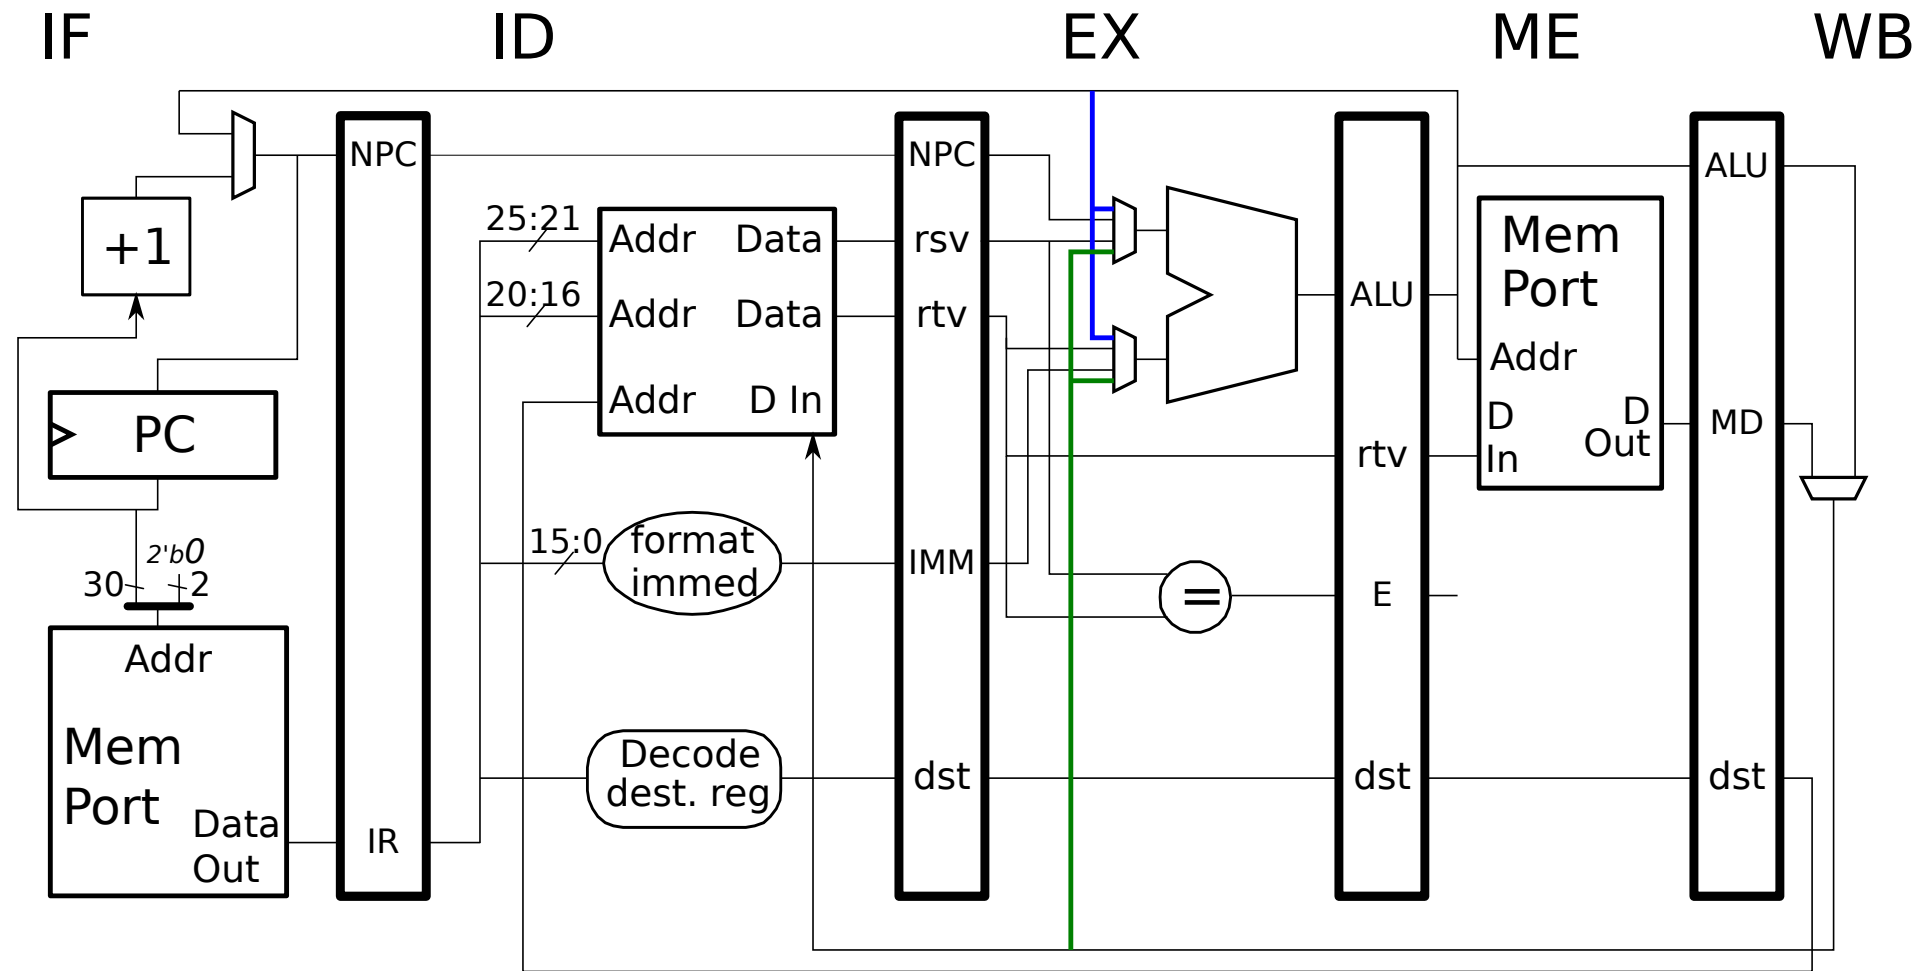 IF
ID
EX
ME
WB
NPC
+1
PC
2'b0
30
2
Addr
Mem
Port
Data
Out
IR
25:21
20:16
Addr
Data
Addr
Data
Addr
D In
15:0
format
immed
Decode
dest. reg
NPC
rsv
rtv
IMM
dst
=
ALU
rtv
E
dst
Mem
Port
Addr
D
In
D
Out
ALU
MD
dst